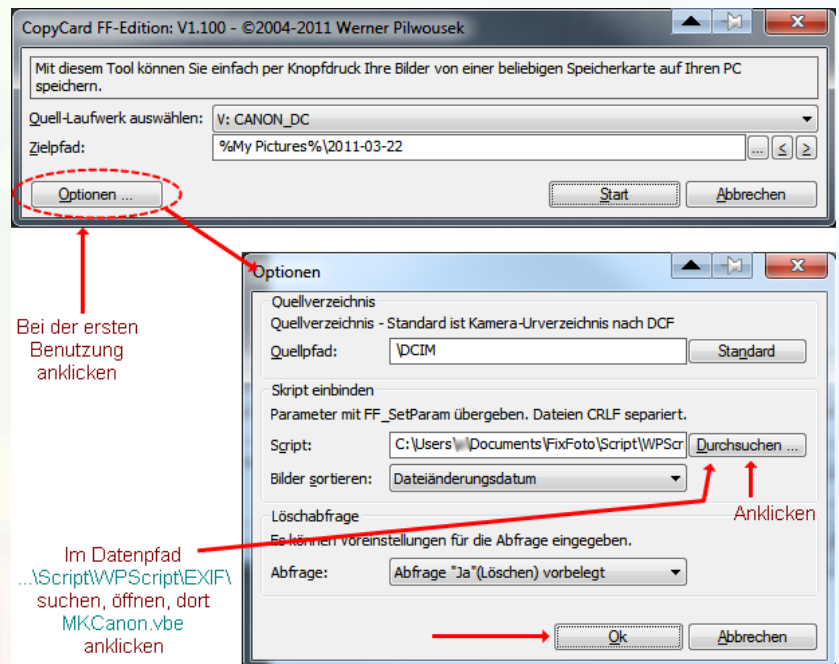 CopyCard FF-Edition: V1.100 - ©2004-2011 Werner Pilwousek
Mit diesem Tool können Sie einfach per Knopfdruck Ihre Bilder von einer beliebigen Speicherkarte auf Ihren PC
speichern.
Quell-Laufwerk auswählen: V: CANON_DC
Zielpfad: %My Pictures%\2011-03-22 ... < >
Optionen ... Start Abbrechen
Bei der ersten
Benutzung
anklicken
Optionen
Quellverzeichnis
Quellverzeichnis - Standard ist Kamera-Urverzeichnis nach DCF
Quellpfad: \DCIM Standard
Skript einbinden
Parameter mit FF_SetParam übergeben. Dateien CRLF separiert.
Script: C:\Users\ \Documents\FixFoto\Script\WPScr Durchsuchen ...
Bilder sortieren: Dateiänderungsdatum
Anklicken
Löschabfrage
Es können Voreinstellungen für die Abfrage eingegeben.
Abfrage: Abfrage "Ja"(Löschen) vorbelegt
Im Datenpfad
...\Script\WPScript\EXIF\
suchen, öffnen, dort
MKCanon.vbe
anklicken
Ok Abbrechen